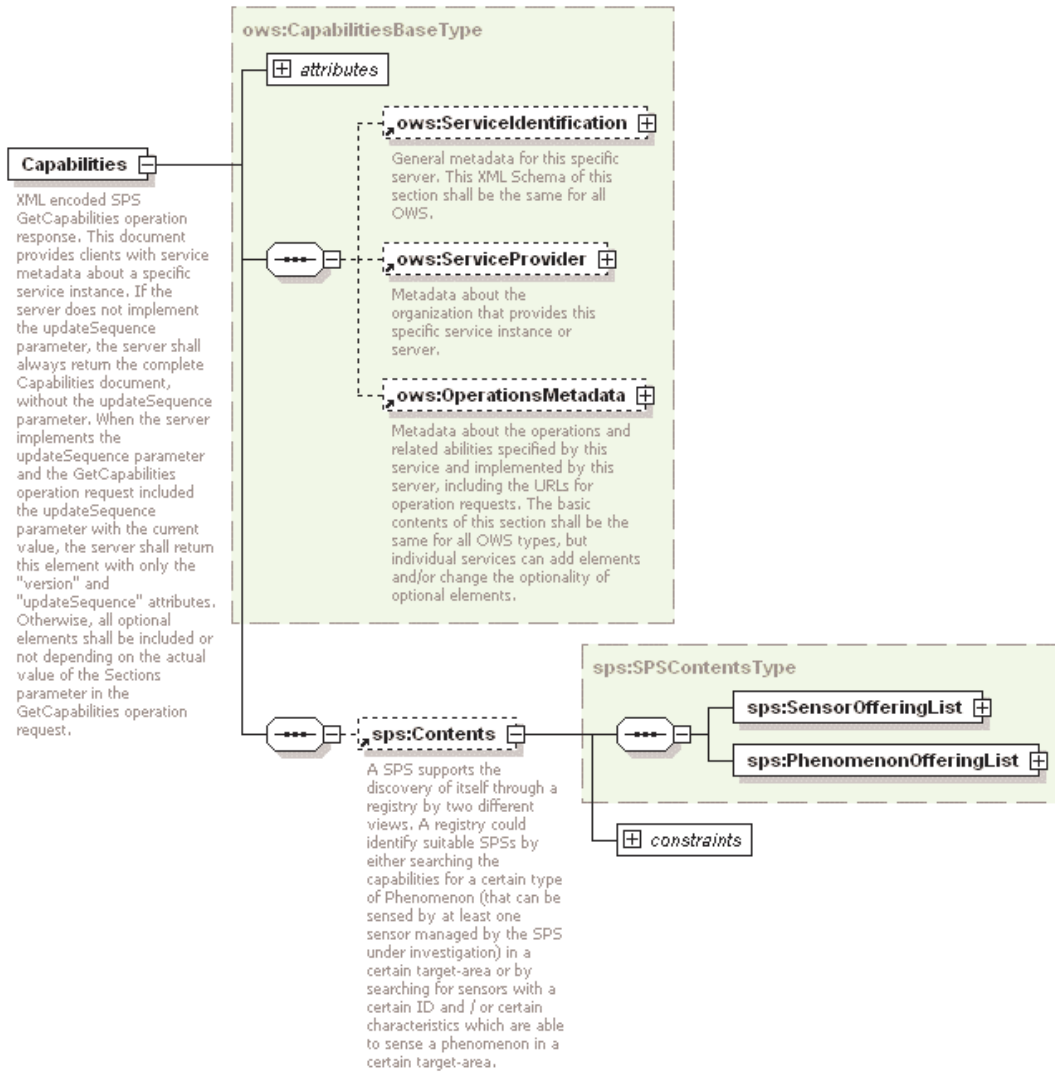 ows:CapabilitiesBaseType
attributes
ows:ServiceIdentification
General metadata for this specific
server. This XML Schema of this
section shall be the same for all
OWS.
Capabilities
XML encoded SPS
GetCapabilities operation
response. This document
provides clients with service
metadata about a specific
service instance. If the
server does not implement
the updateSequence
parameter, the server shall
always return the complete
Capabilities document,
without the updateSequence
parameter. When the server
implements the
updateSequence parameter
and the GetCapabilities
operation request included
the updateSequence
parameter with the current
value, the server shall return
this element with only the
"version" and
"updateSequence" attributes.
Otherwise, all optional
elements shall be included or
not depending on the actual
value of the Sections
parameter in the
GetCapabilities operation
request.
ows:ServiceProvider
Metadata about the
organization that provides this
specific service instance or
server.
ows:OperationsMetadata
Metadata about the operations and
related abilities specified by this
service and implemented by this
server, including the URLs for
operation requests. The basic
contents of this section shall be the
same for all OWS types, but
individual services can add elements
and/or change the optionality of
optional elements.
sps:SPSContentsType
sps:SensorOfferingList
sps:Contents
sps:PhenomenonOfferingList
A SPS supports the
discovery of itself through a
registry by two different
views. A registry could
identify suitable SPSs by
either searching the
capabilities for a certain type
of Phenomenon (that can be
sensed by at least one
sensor managed by the SPS
under investigation) in a
certain target-area or by
searching for sensors with a
certain ID and / or certain
characteristics which are able
to sense a phenomenon in a
certain target-area.
constraints